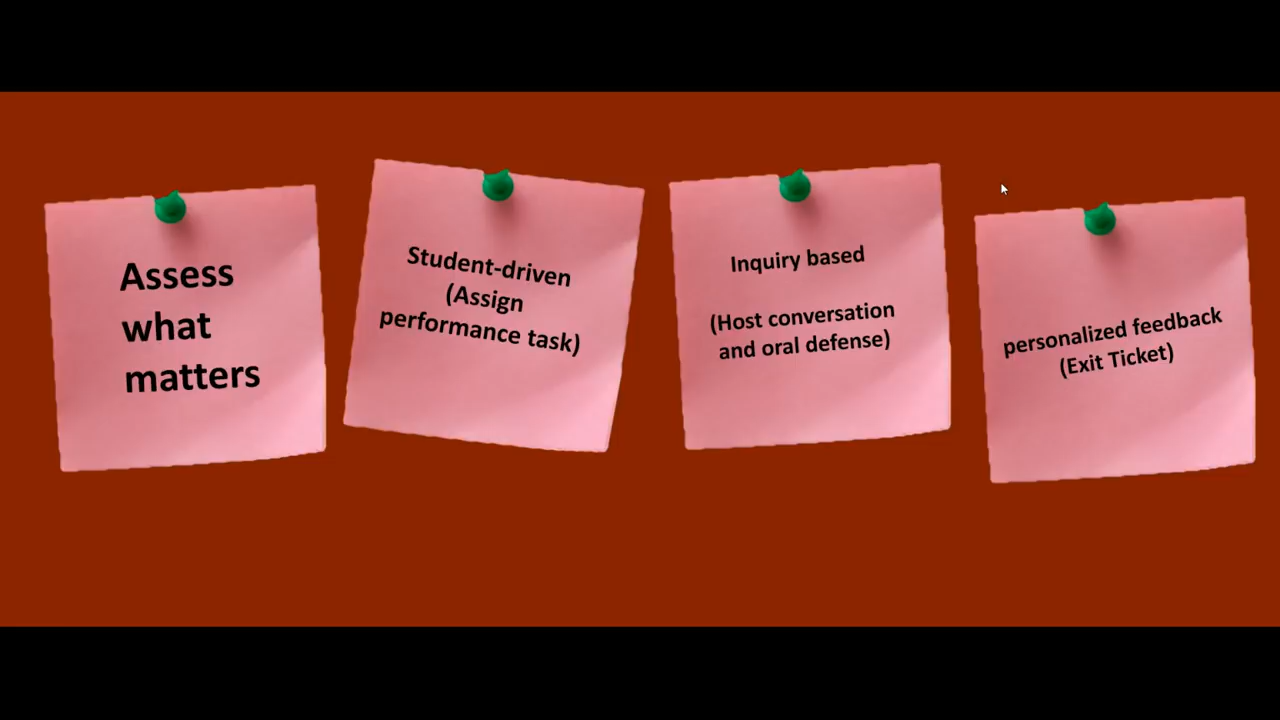 Assess
what
matters
Student-driven
(Assign
performance task)
Inquiry based
(Host conversation
and oral defense)
personalized feedback
(Exit Ticket)